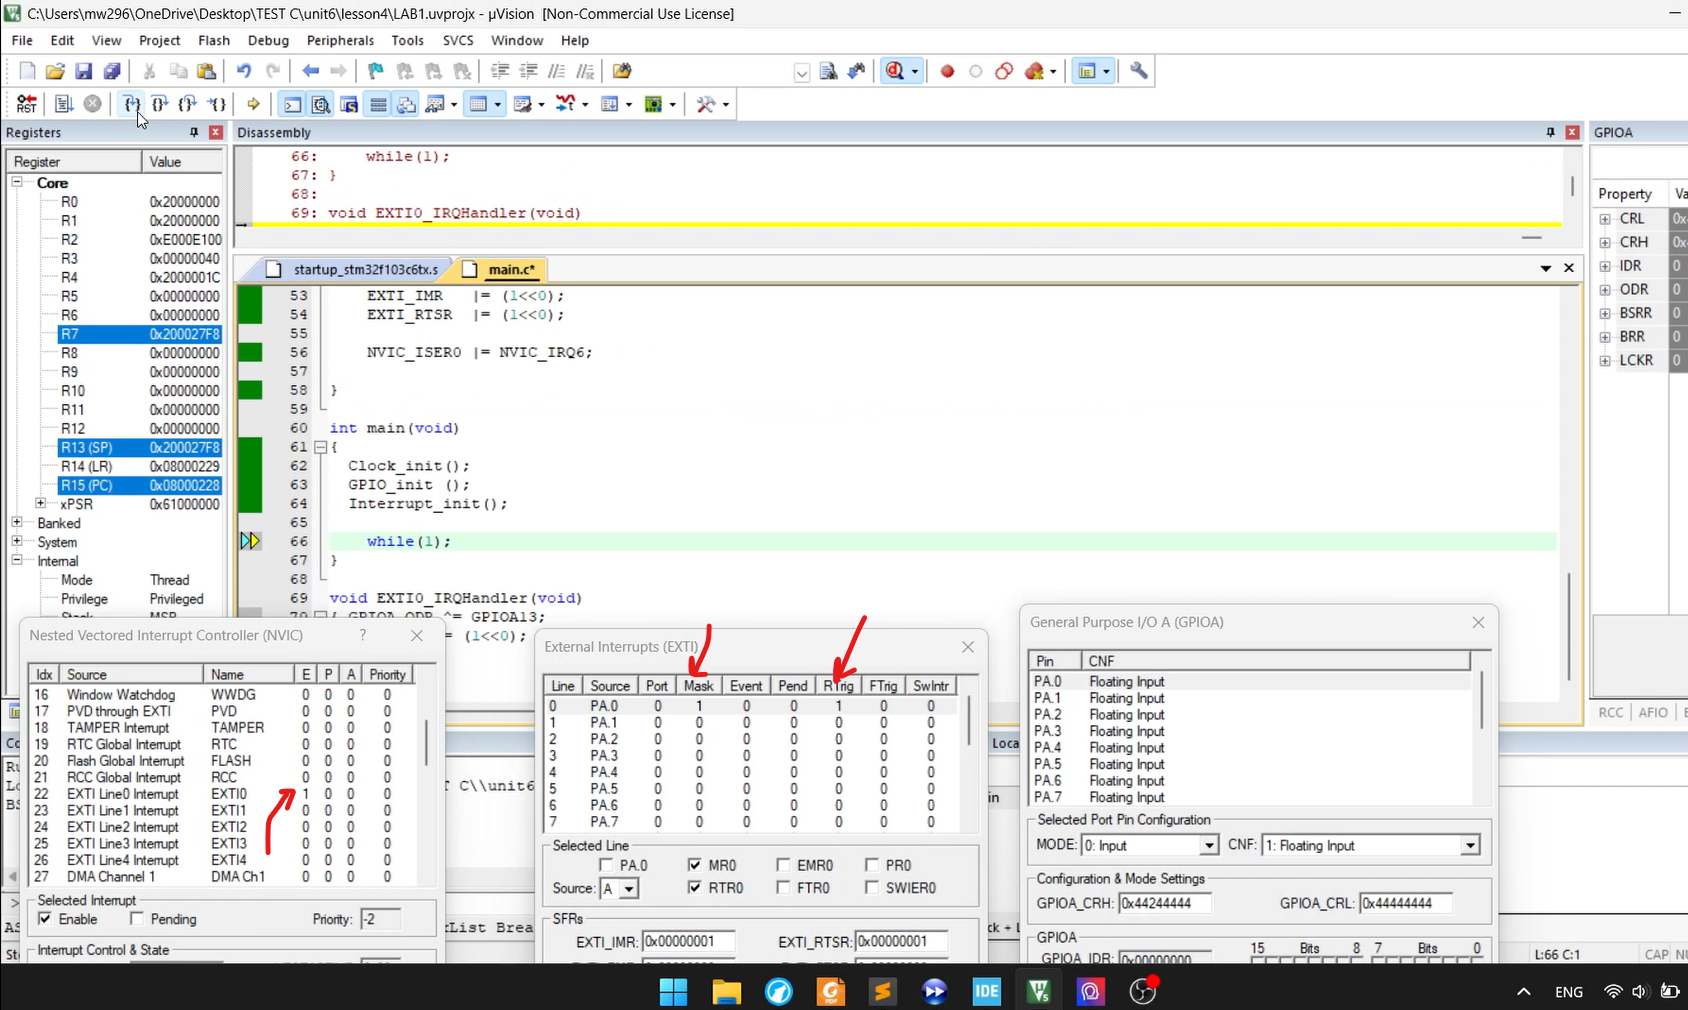 C:\Users\mw296\OneDrive\Desktop\TEST C\unit6\lesson4\LAB1.uvprojx - µVision [Non-Commercial Use License]
File Edit View Project Flash Debug Peripherals Tools SVCS Window Help
RST
Registers
Register Value
Core
R0 0x20000000
R1 0x20000000
R2 0xE000E100
R3 0x00000040
R4 0x2000001C
R5 0x00000000
R6 0x00000000
R7 0x200027F8
R8 0x00000000
R9 0x00000000
R10 0x00000000
R11 0x00000000
R12 0x00000000
R13 (SP) 0x200027F8
R14 (LR) 0x08000229
R15 (PC) 0x08000228
xPSR 0x61000000
Banked
System
Internal
Mode Thread
Privilege Privileged
Stack MSP
Disassembly
66: while(1);
67: }
68:
69: void EXTI0_IRQHandler(void)
startup_stm32f103c6tx.s main.c*
53 EXTI_IMR |= (1<<0);
54 EXTI_RTSR |= (1<<0);
55
56 NVIC_ISER0 |= NVIC_IRQ6;
57
58 }
59
60 int main(void)
61 {
62 Clock_init();
63 GPIO_init ();
64 Interrupt_init();
65
66 while(1);
67 }
68
69 void EXTI0_IRQHandler(void)
70 { GPIOA_ODR ^= GPIOA13;
= (1<<0);
GPIOA
Property
CRL
CRH
IDR 0
ODR 0
BSRR 0
BRR 0
LCKR 0
RCC AFIO
Nested Vectored Interrupt Controller (NVIC) ?
Idx Source Name E P A Priority
16 Window Watchdog WWDG 0 0 0 0
17 PVD through EXTI PVD 0 0 0 0
18 TAMPER Interrupt TAMPER 0 0 0 0
19 RTC Global Interrupt RTC 0 0 0 0
20 Flash Global Interrupt FLASH 0 0 0 0
21 RCC Global Interrupt RCC 0 0 0 0
22 EXTI Line0 Interrupt EXTI0 1 0 0 0
23 EXTI Line1 Interrupt EXTI1 0 0 0 0
24 EXTI Line2 Interrupt EXTI2 0 0 0 0
25 EXTI Line3 Interrupt EXTI3 0 0 0 0
26 EXTI Line4 Interrupt EXTI4 0 0 0 0
27 DMA Channel 1 DMA Ch1 0 0 0 0
Selected Interrupt
Enable Pending Priority: -2
Interrupt Control & State
T C\\unit6
List Brea
External Interrupts (EXTI)
Line Source Port Mask Event Pend RTrig FTrig SwIntr
0 PA.0 0 1 0 0 1 0 0
1 PA.1 0 0 0 0 0 0 0
2 PA.2 0 0 0 0 0 0 0
3 PA.3 0 0 0 0 0 0 0
4 PA.4 0 0 0 0 0 0 0
5 PA.5 0 0 0 0 0 0 0
6 PA.6 0 0 0 0 0 0 0
7 PA.7 0 0 0 0 0 0 0
Selected Line
PA.0 MR0 EMR0 PR0
Source: A RTR0 FTR0 SWIER0
SFRs
EXTI_IMR: 0x00000001 EXTI_RTSR: 0x00000001
Loca
General Purpose I/O A (GPIOA)
Pin CNF
PA.0 Floating Input
PA.1 Floating Input
PA.2 Floating Input
PA.3 Floating Input
PA.4 Floating Input
PA.5 Floating Input
PA.6 Floating Input
PA.7 Floating Input
Selected Port Pin Configuration
MODE: 0: Input CNF: 1: Floating Input
Configuration & Mode Settings
GPIOA_CRH: 0x44244444 GPIOA_CRL: 0x44444444
GPIOA
15 Bits 8 7 Bits 0
GPIOA_IDR: 0x00000000
L:66 C:1 CAP
IDE
ENG